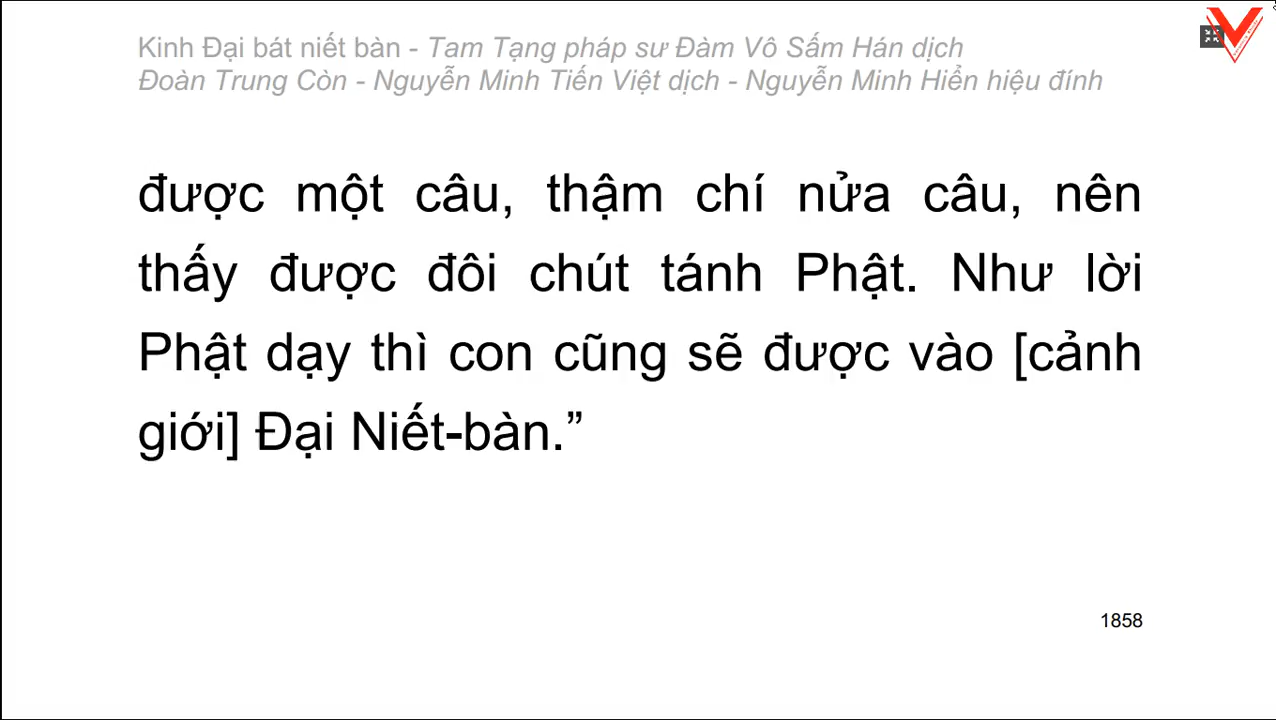 Kinh Đại bát niết bàn - Tam Tạng pháp sư Đàm Vô Sấm Hán dịch
Đoàn Trung Còn - Nguyễn Minh Tiến Việt dịch - Nguyễn Minh Hiển hiệu đính
được một câu, thậm chí nửa câu, nên
thấy được đôi chút tánh Phật. Như lời
Phật dạy thì con cũng sẽ được vào [cảnh
giới] Đại Niết-bàn.”
1858